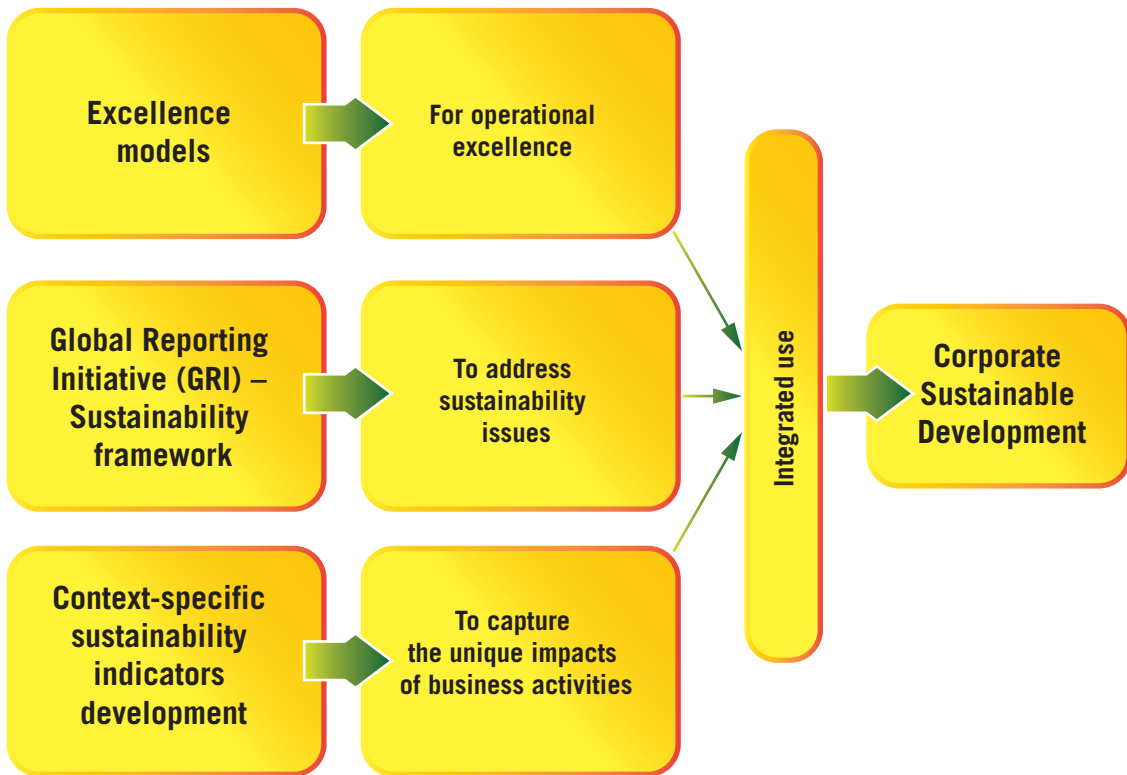 Excellence
models
For operational
excellence
Global Reporting
Initiative (GRI) –
Sustainability
framework
To address
sustainability
issues
Context-specific
sustainability
indicators
development
To capture
the unique impacts
of business activities
Integrated use
Corporate
Sustainable
Development